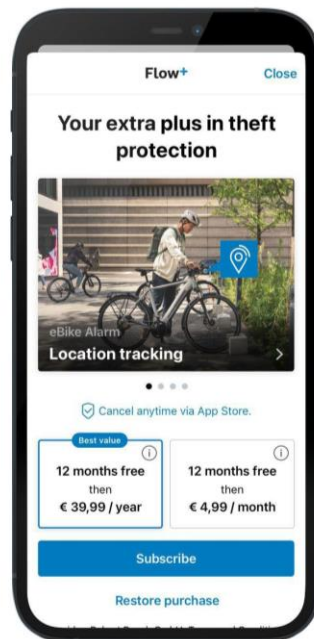 Flow+
Close
Your extra plus in theft
protection
eBike Alarm
Location tracking
Cancel anytime via App Store.
Best value
12 months free
then
€ 39,99 / year
12 months free
then
€ 4,99 / month
Subscribe
Restore purchase